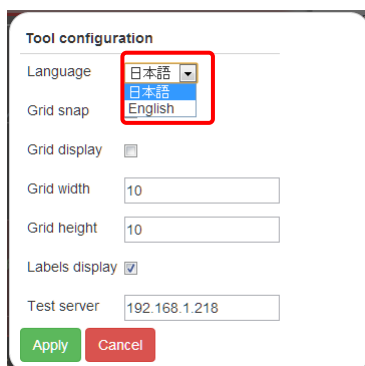 Tool configuration
Language 日本語
日本語
English
Grid snap
Grid display
Grid width 10
Grid height 10
Labels display
Test server 192.168.1.218
Apply Cancel